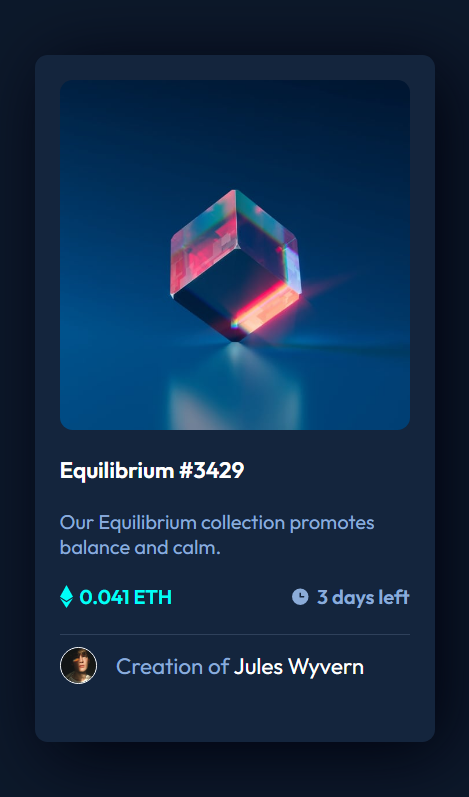 Equilibrium #3429
Our Equilibrium collection promotes
balance and calm.
0.041 ETH
3 days left
Creation of Jules Wyvern